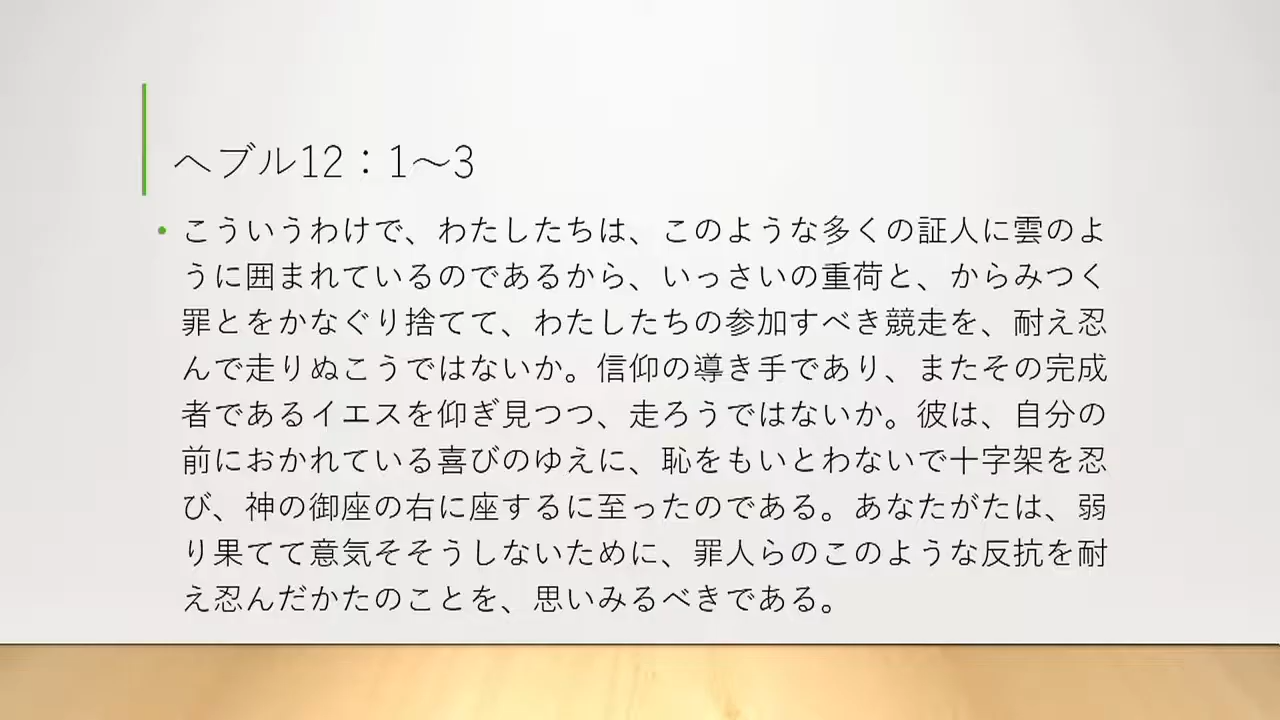 ヘブル12：1～3
• こういうわけで、わたしたちは、このような多くの証人に雲のよ
うに囲まれているのであるから、いっさいの重荷と、からみつく
罪とをかなぐり捨てて、わたしたちの参加すべき競走を、耐え忍
んで走りぬこうではないか。信仰の導き手であり、またその完成
者であるイエスを仰ぎ見つつ、走ろうではないか。彼は、自分の
前におかれている喜びのゆえに、恥をもいとわないで十字架を忍
び、神の御座の右に座するに至ったのである。あなたがたは、弱
り果てて意気そそうしないために、罪人らのこのような反抗を耐
え忍んだかたのことを、思いみるべきである。